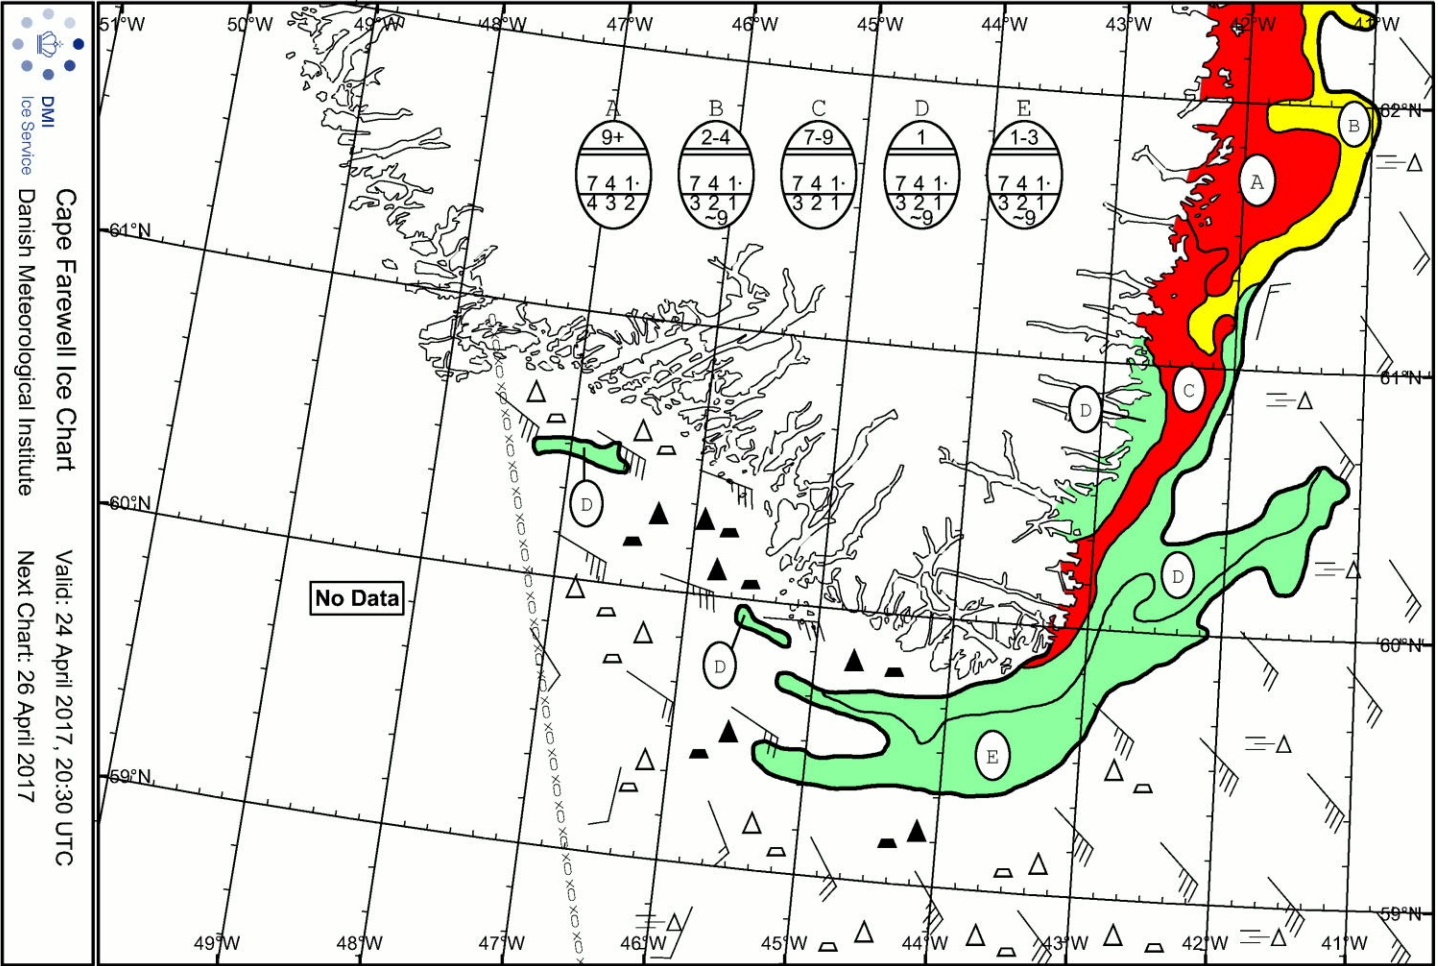 DMI
Ice Service
Cape Farewell Ice Chart
Danish Meteorological Institute
Valid: 24 April 2017, 20:30 UTC
Next Chart: 26 April 2017
51°W 50°W 49°W 48°W 47°W 46°W 45°W 44°W 43°W 42°W 41°W
A B C D E
9+ 2-4 7-9 1 1-3
7 4 1· 7 4 1· 7 4 1· 7 4 1· 7 4 1·
4 3 2 3 2 1 3 2 1 3 2 1 3 2 1
~9 ~9 ~9
62°N
B
A
61°N
61°N
C
D
60°N
D
D
No Data
60°N
D
E
59°N
59°N
49°W 48°W 47°W 46°W 45°W 44°W 43°W 42°W 41°W